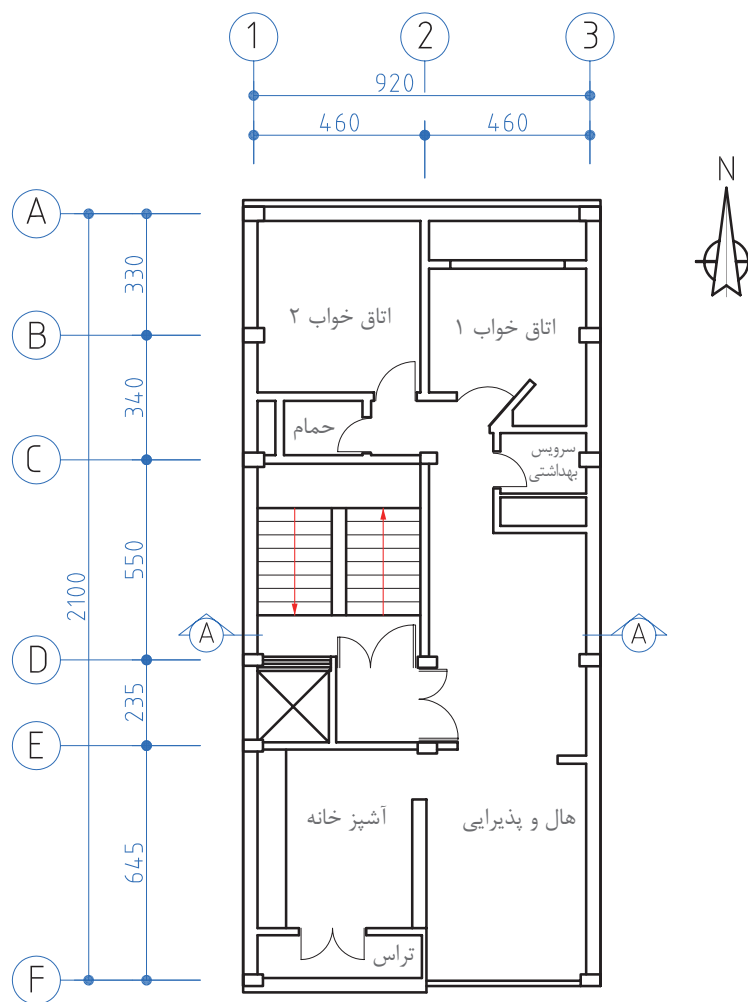 1 2 3
920
460 460
N
A
330
اتاق خواب ۲
اتاق خواب ۱
B
340
حمام
سرویس
بهداشتی
C
550
2100
A A
D
235
E
آشپز خانه
هال و پذیرایی
645
تراس
F